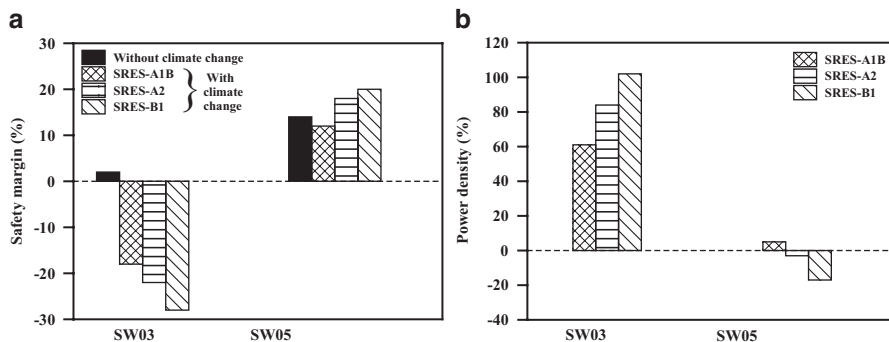 a
30
20
10
0
-10
-20
-30
Safety margin (%)
Without climate change
SRES-A1B
SRES-A2
SRES-B1
With
climate
change
SW03 SW05
b
120
100
80
60
40
20
0
-20
-40
Power density (%)
SRES-A1B
SRES-A2
SRES-B1
SW03 SW05